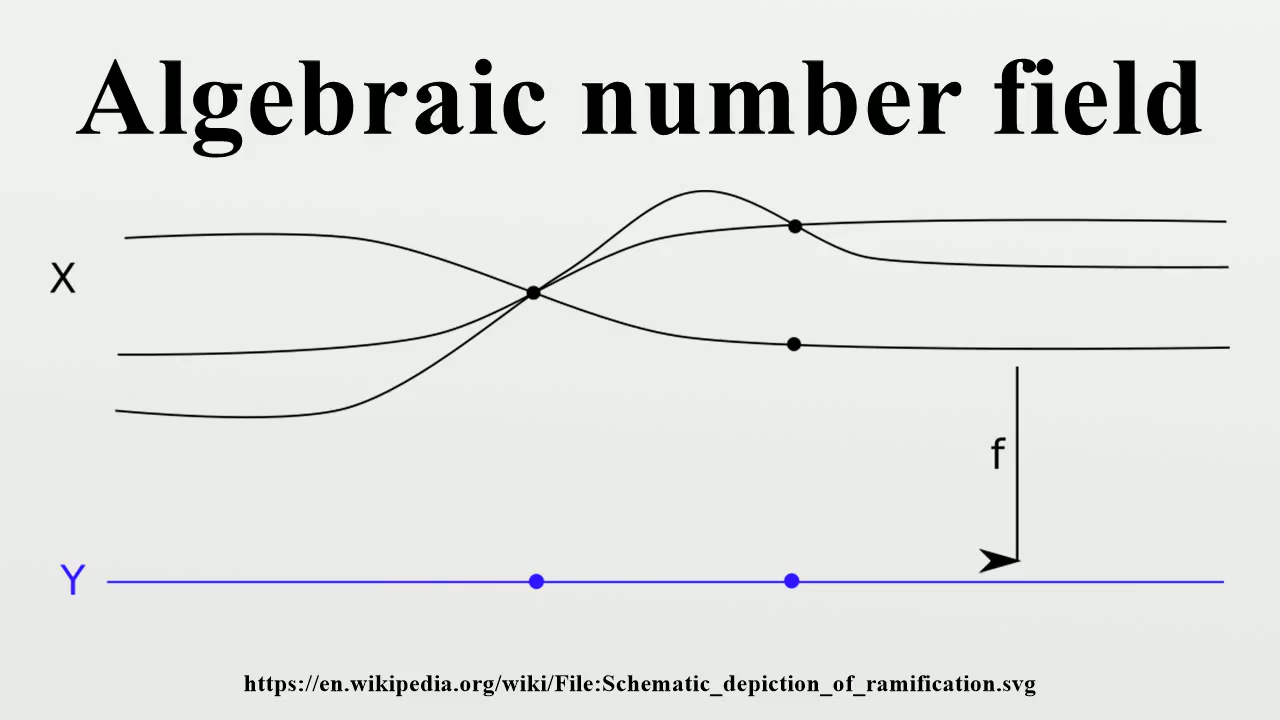 Algebraic number field
X
f
Y
https://en.wikipedia.org/wiki/File:Schematic_depiction_of_ramification.svg